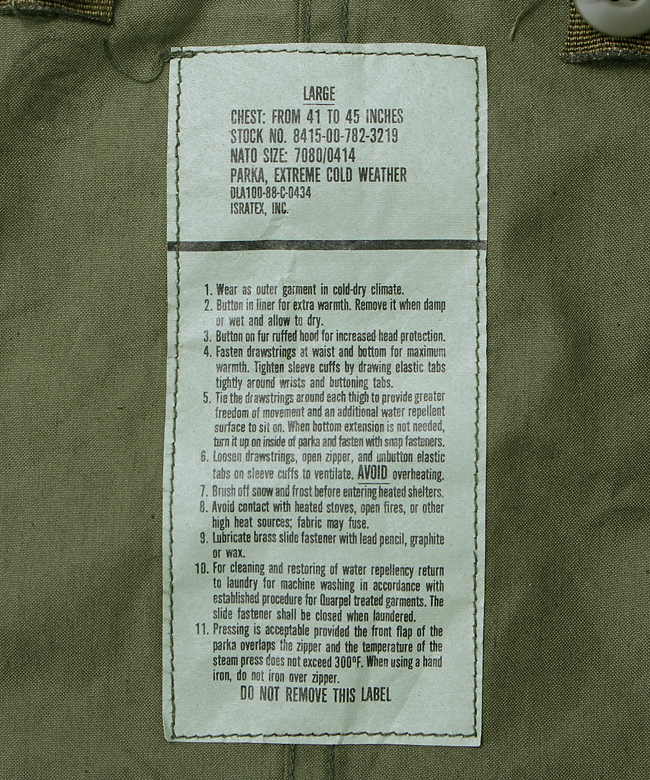 LARGE
CHEST: FROM 41 TO 45 INCHES
STOCK NO. 8415-00-782-3219
NATO SIZE: 7080/0414
PARKA, EXTREME COLD WEATHER
DLA100-88-C-0434
ISRATEX, INC.
1. Wear as outer garment in cold-dry climate.
2. Button in liner for extra warmth. Remove it when damp
or wet and allow to dry.
3. Button on fur ruffed hood for increased head protection.
4. Fasten drawstrings at waist and bottom for maximum
warmth. Tighten sleeve cuffs by drawing elastic tabs
tightly around wrists and buttoning tabs.
5. Tie the drawstrings around each thigh to provide greater
freedom of movement and an additional water repellent
surface to sit on. When bottom extension is not needed,
turn it up on inside of parka and fasten with snap fasteners.
6. Loosen drawstrings, open zipper, and unbutton elastic
tabs on sleeve cuffs to ventilate. AVOID overheating.
7. Brush off snow and frost before entering heated shelters.
8. Avoid contact with heated stoves, open fires, or other
high heat sources; fabric may fuse.
9. Lubricate brass slide fastener with lead pencil, graphite
or wax.
10. For cleaning and restoring of water repellency return
to laundry for machine washing in accordance with
established procedure for Quarpel treated garments. The
slide fastener shall be closed when laundered.
11. Pressing is acceptable provided the front flap of the
parka overlaps the zipper and the temperature of the
steam press does not exceed 300°F. When using a hand
iron, do not iron over zipper.
DO NOT REMOVE THIS LABEL